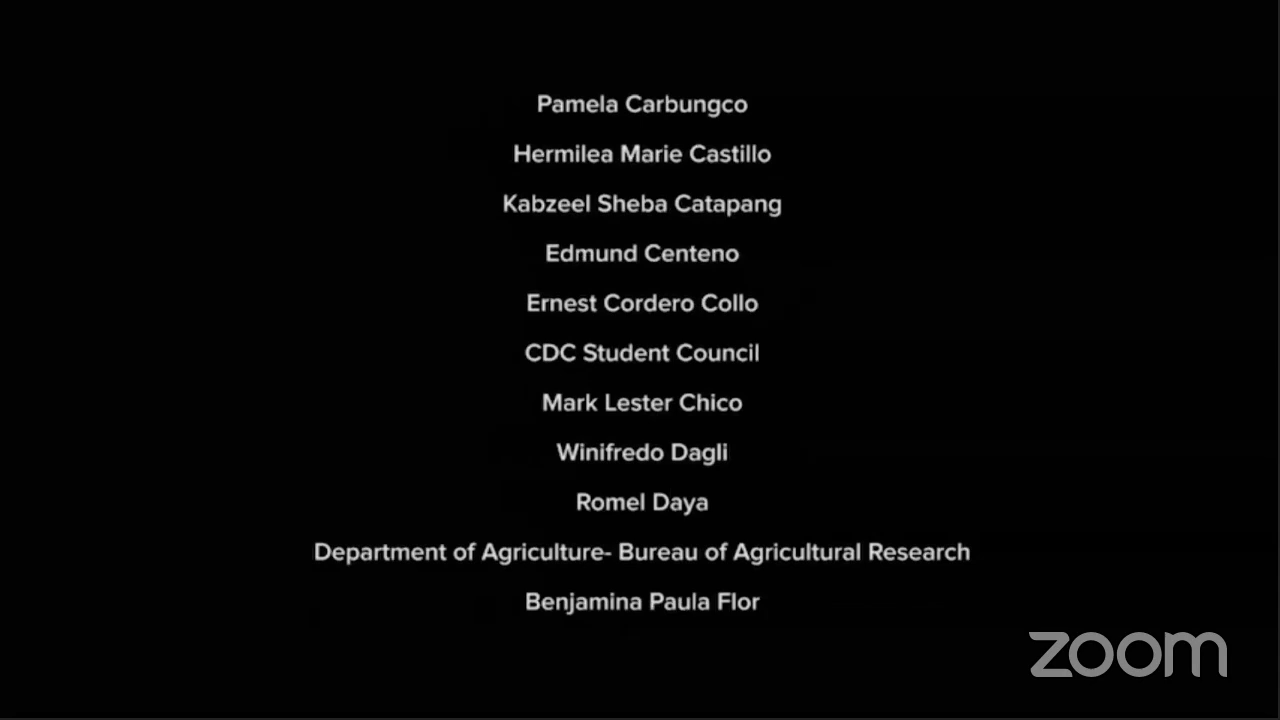 Pamela Carbungco
Hermilea Marie Castillo
Kabzeel Sheba Catapang
Edmund Centeno
Ernest Cordero Collo
CDC Student Council
Mark Lester Chico
Winifredo Dagli
Romel Daya
Department of Agriculture- Bureau of Agricultural Research
Benjamina Paula Flor
zoom